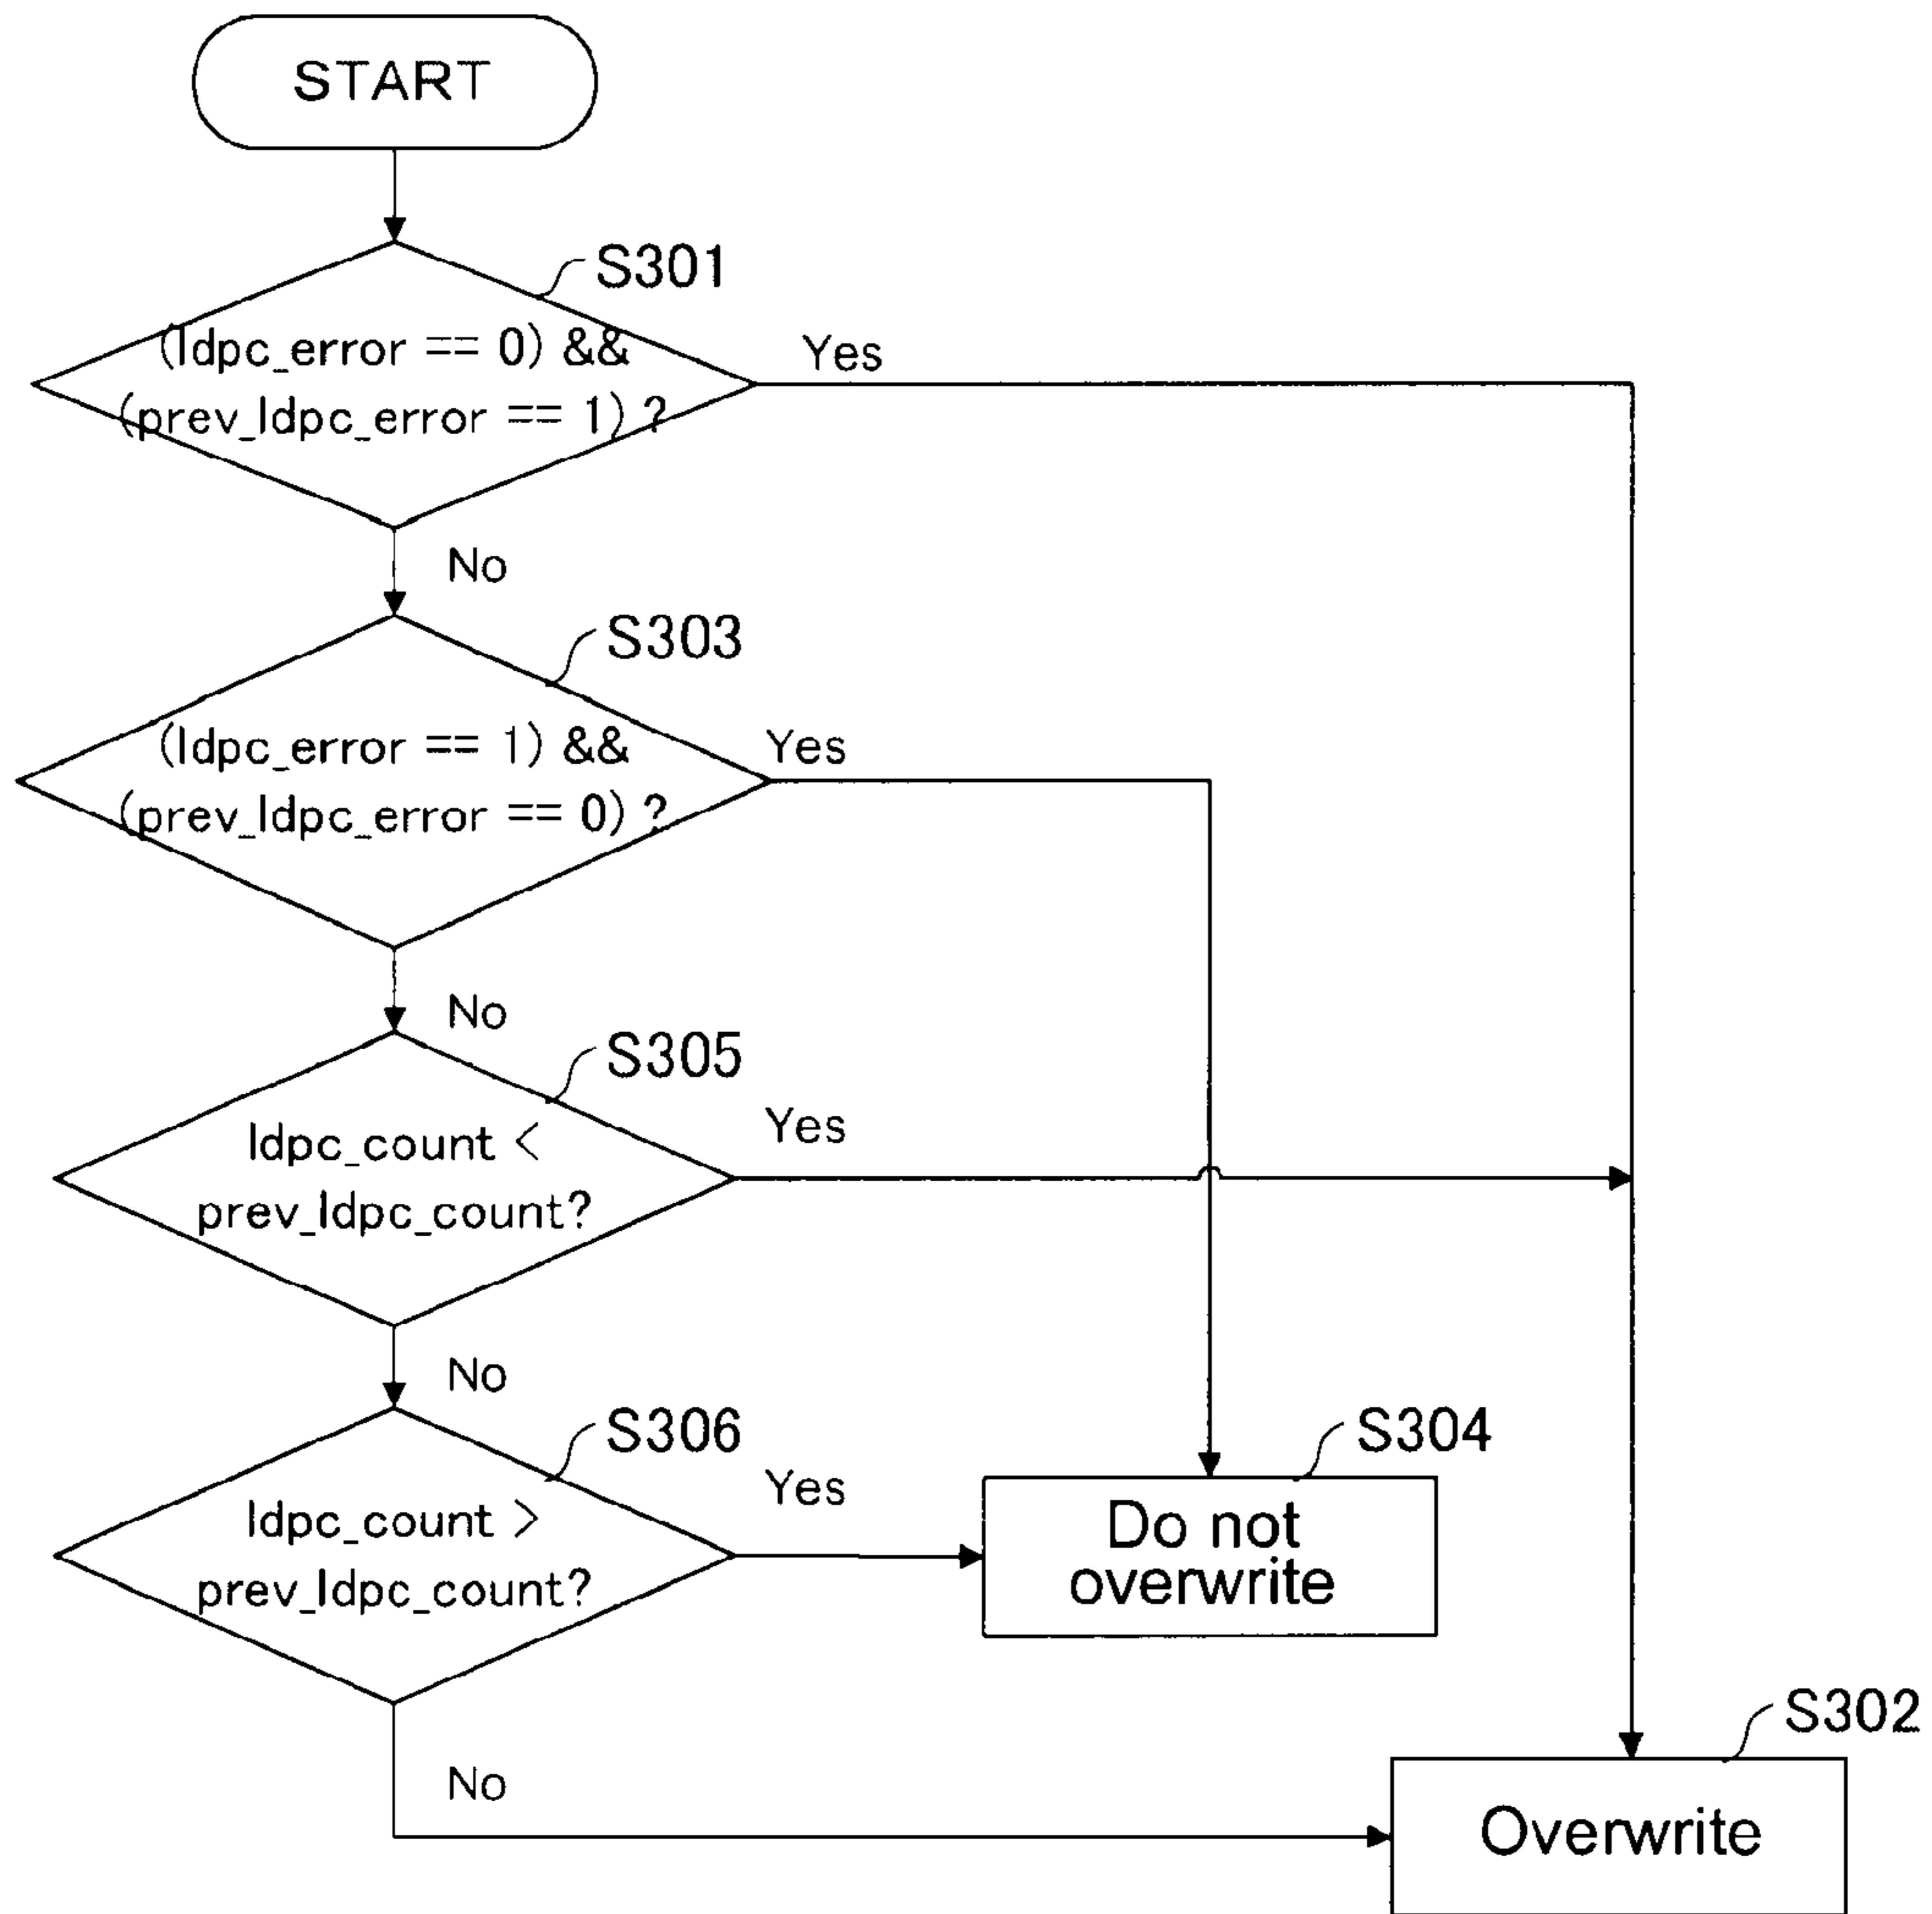 START
S301
(ldpc_error == 0) &&
(prev_ldpc_error == 1) ?
Yes
No
S303
(ldpc_error == 1) &&
(prev_ldpc_error == 0) ?
Yes
No
S305
ldpc_count <
prev_ldpc_count?
Yes
No
S306
ldpc_count >
prev_ldpc_count?
Yes
S304
Do not
overwrite
No
S302
Overwrite